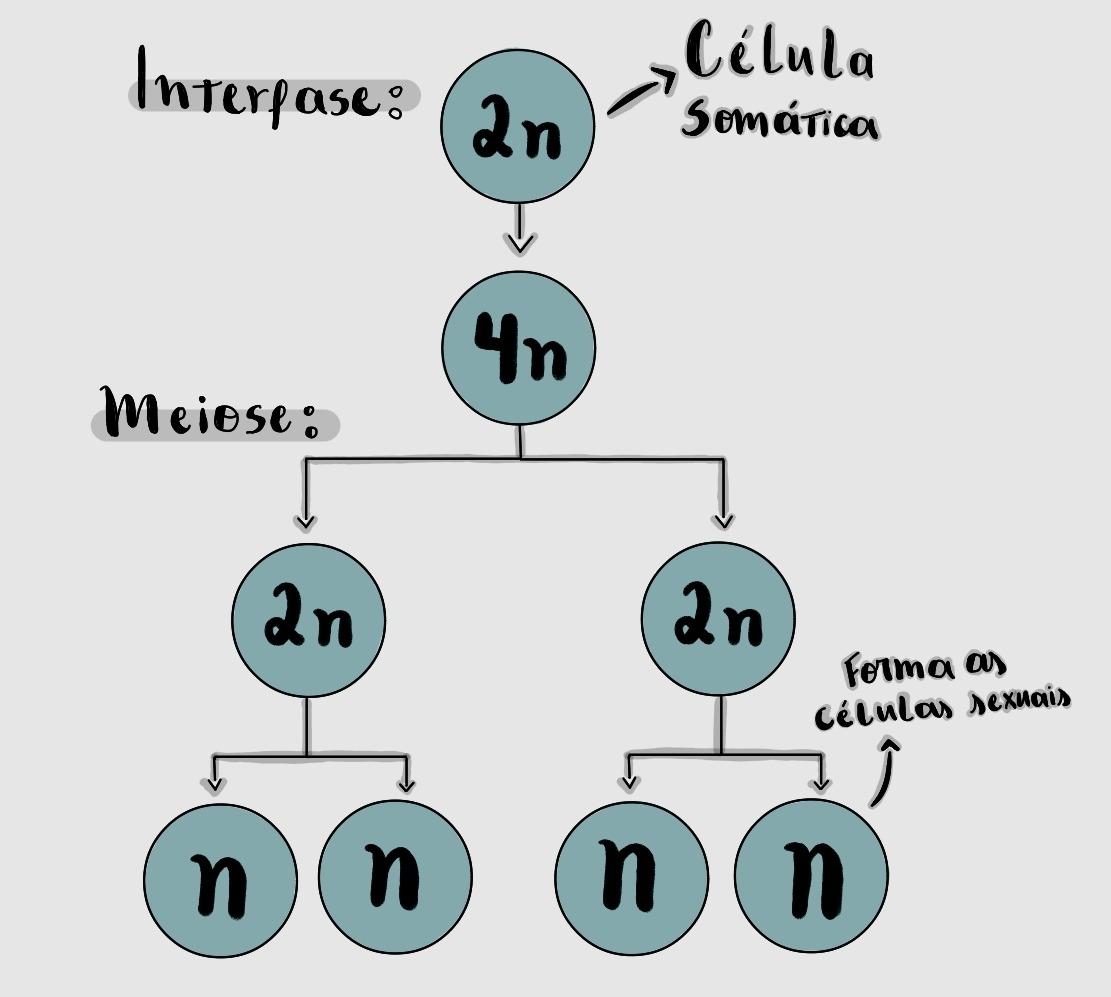 Interfase:
2n
Célula
somática
4n
Meiose:
2n
2n
Forma as
células sexuais
n
n
n
n